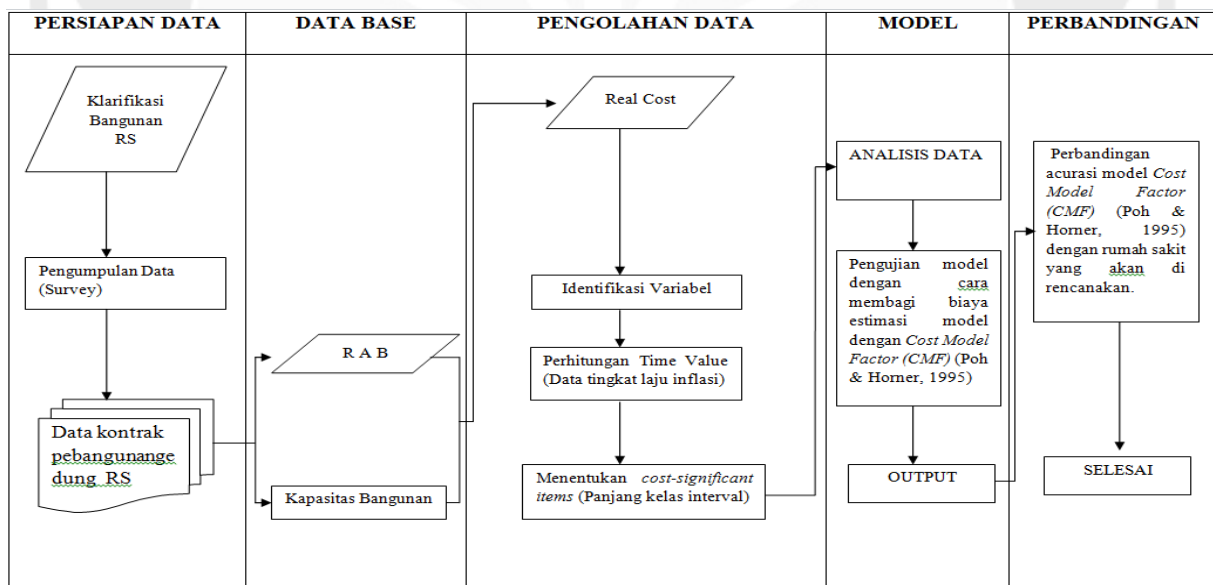 PERSIAPAN DATA
DATA BASE
PENGOLAHAN DATA
MODEL
PERBANDINGAN
Klarifikasi
Bangunan
RS
Pengumpulan Data
(Survey)
Data kontrak
pebangunange
dung RS
R A B
Kapasitas Bangunan
Real Cost
Identifikasi Variabel
Perhitungan Time Value
(Data tingkat laju inflasi)
Menentukan cost-significant
items (Panjang kelas interval)
ANALISIS DATA
Pengujian model
dengan cara
membagi biaya
estimasi model
dengan Cost Model
Factor (CMF) (Poh
& Horner, 1995)
OUTPUT
Perbandingan
acurasi model Cost
Model Factor
(CMF) (Poh &
Horner, 1995)
dengan rumah sakit
yang akan di
rencanakan.
SELESAI